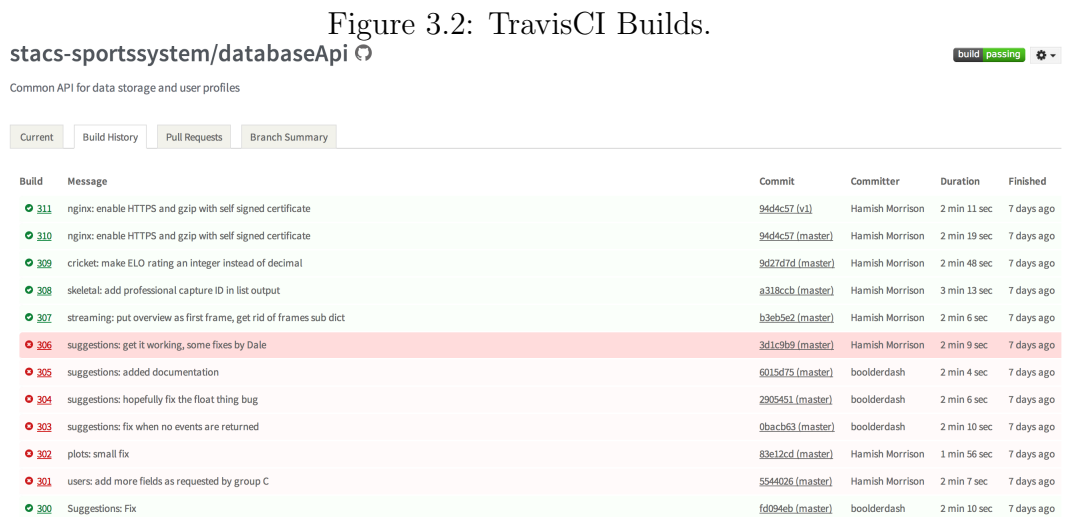 Figure 3.2: TravisCI Builds.
stacs-sportssystem/databaseApi
build passing
Common API for data storage and user profiles
Current Build History Pull Requests Branch Summary
Build Message Commit Committer Duration Finished
311 nginx: enable HTTPS and gzip with self signed certificate 94d4c57 (v1) Hamish Morrison 2 min 11 sec 7 days ago
310 nginx: enable HTTPS and gzip with self signed certificate 94d4c57 (master) Hamish Morrison 2 min 19 sec 7 days ago
309 cricket: make ELO rating an integer instead of decimal 9d27d7d (master) Hamish Morrison 2 min 48 sec 7 days ago
308 skeletal: add professional capture ID in list output a318ccb (master) Hamish Morrison 3 min 13 sec 7 days ago
307 streaming: put overview as first frame, get rid of frames sub dict b3eb5e2 (master) Hamish Morrison 2 min 6 sec 7 days ago
306 suggestions: get it working, some fixes by Dale 3d1c9b9 (master) Hamish Morrison 2 min 9 sec 7 days ago
305 suggestions: added documentation 6015d75 (master) boolderdash 2 min 4 sec 7 days ago
304 suggestions: hopefully fix the float thing bug 2905451 (master) boolderdash 2 min 6 sec 7 days ago
303 suggestions: fix when no events are returned 0bacb63 (master) boolderdash 2 min 10 sec 7 days ago
302 plots: small fix 83e12cd (master) Hamish Morrison 1 min 56 sec 7 days ago
301 users: add more fields as requested by group C 5544026 (master) Hamish Morrison 2 min 7 sec 7 days ago
300 Suggestions: Fix fd094eb (master) boolderdash 2 min 10 sec 7 days ago